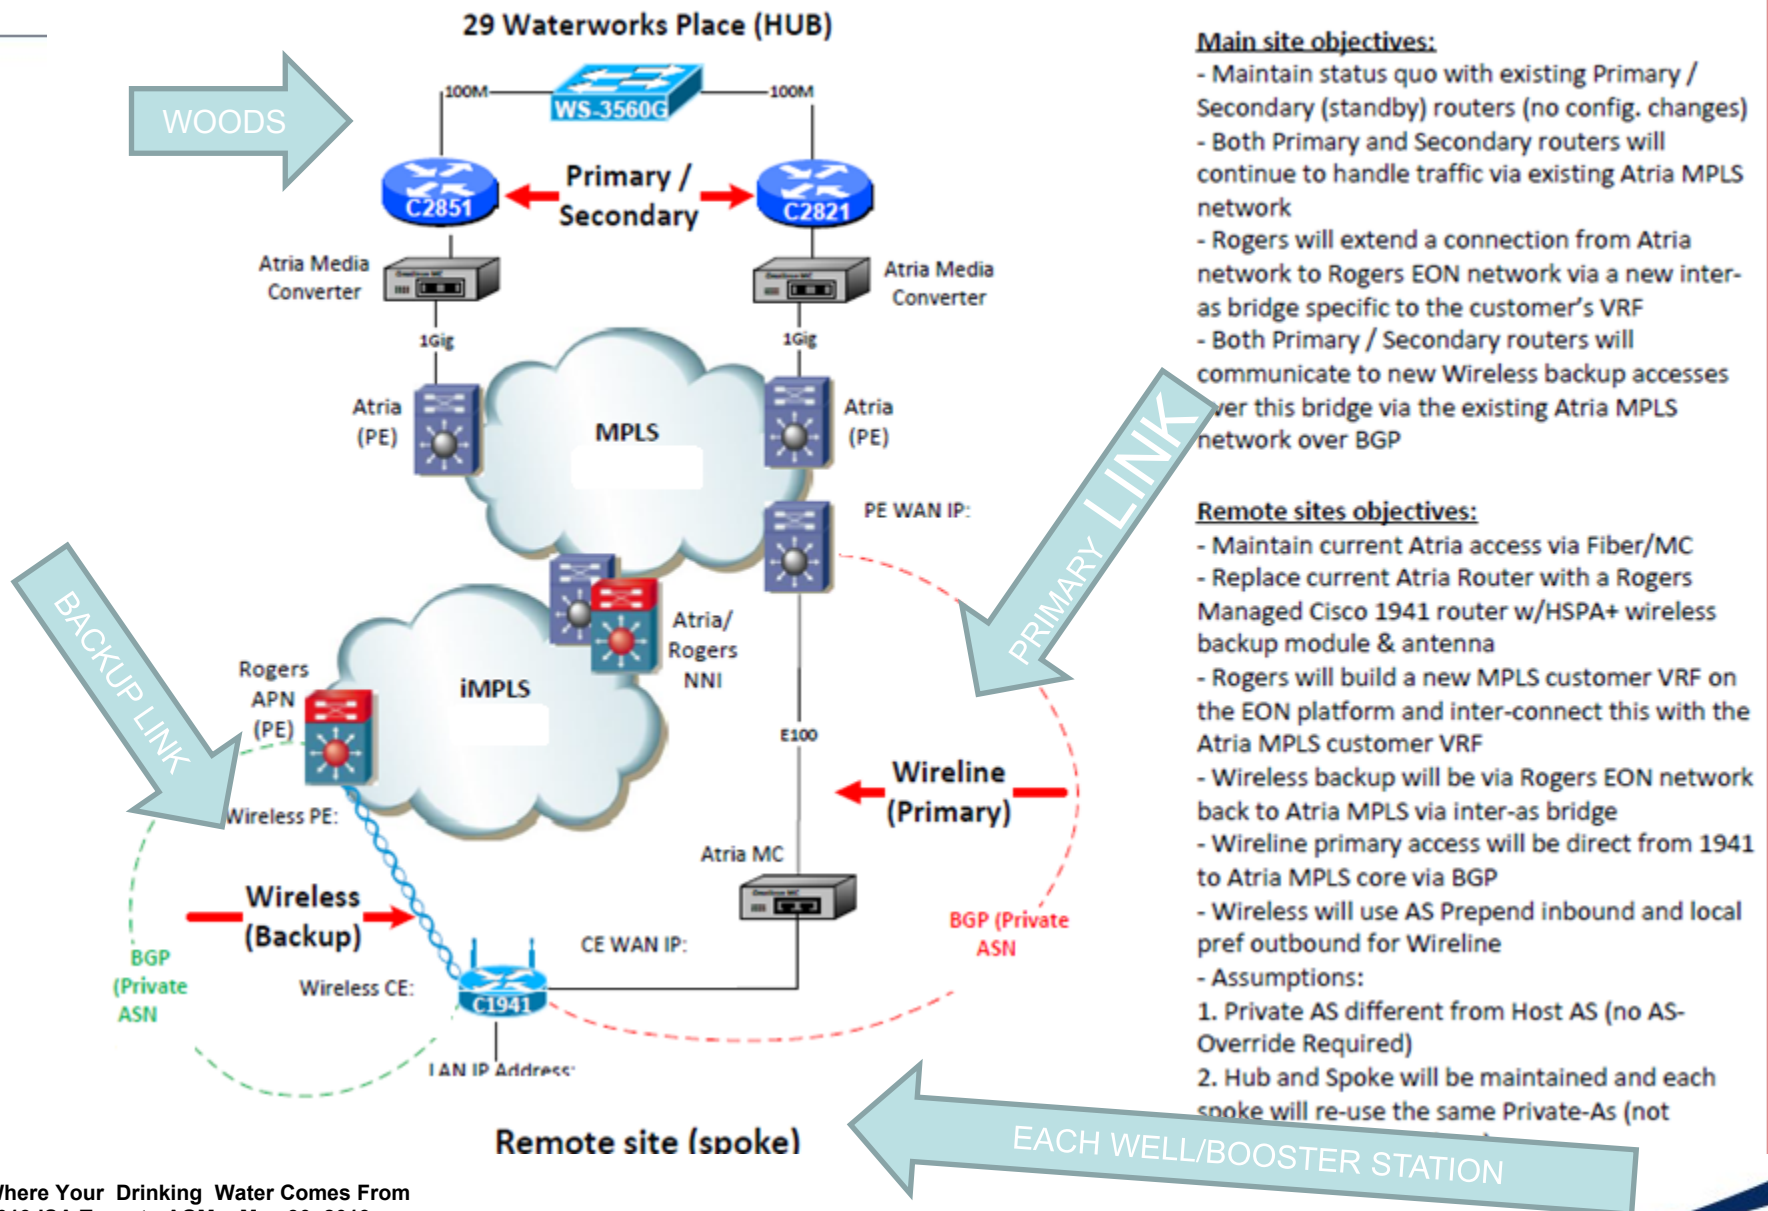 29 Waterworks Place (HUB)
WOODS
100M
WS-3560G
100M
C2851
Primary /
Secondary
C2821
Atria Media
Converter
Atria Media
Converter
1Gig
1Gig
Atria
(PE)
MPLS
Atria
(PE)
PE WAN IP:
PRIMARY LINK
BACKUP LINK
Atria/
Rogers
NNI
Rogers
APN
(PE)
iMPLS
E100
Wireless PE:
Wireline
(Primary)
Atria MC
Wireless
(Backup)
BGP
(Private
ASN
CE WAN IP:
BGP (Private
ASN
Wireless CE:
C1941
LAN IP Address:
Remote site (spoke)
EACH WELL/BOOSTER STATION
Main site objectives:
- Maintain status quo with existing Primary /
Secondary (standby) routers (no config. changes)
- Both Primary and Secondary routers will
continue to handle traffic via existing Atria MPLS
network
- Rogers will extend a connection from Atria
network to Rogers EON network via a new inter-
as bridge specific to the customer's VRF
- Both Primary / Secondary routers will
communicate to new Wireless backup accesses
over this bridge via the existing Atria MPLS
network over BGP
Remote sites objectives:
- Maintain current Atria access via Fiber/MC
- Replace current Atria Router with a Rogers
Managed Cisco 1941 router w/HSPA+ wireless
backup module & antenna
- Rogers will build a new MPLS customer VRF on
the EON platform and inter-connect this with the
Atria MPLS customer VRF
- Wireless backup will be via Rogers EON network
back to Atria MPLS via inter-as bridge
- Wireline primary access will be direct from 1941
to Atria MPLS core via BGP
- Wireless will use AS Prepend inbound and local
pref outbound for Wireline
- Assumptions:
1. Private AS different from Host AS (no AS-
Override Required)
2. Hub and Spoke will be maintained and each
spoke will re-use the same Private-As (not
Where Your Drinking Water Comes From